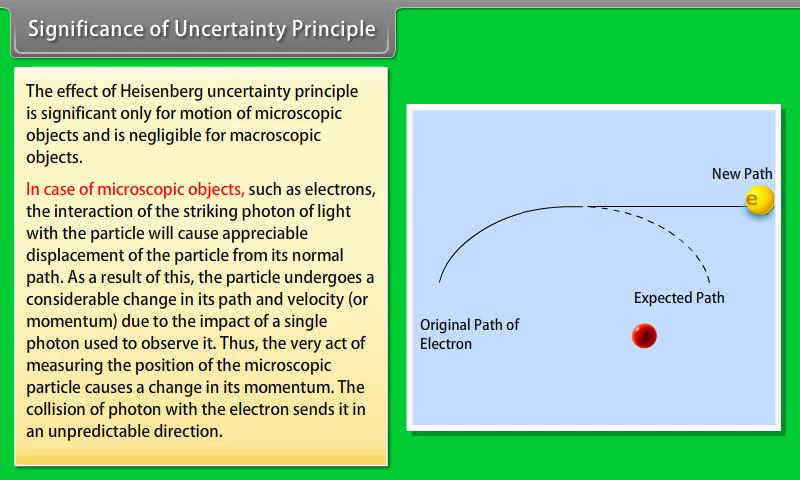 Significance of Uncertainty Principle
The effect of Heisenberg uncertainty principle
is significant only for motion of microscopic
objects and is negligible for macroscopic
objects.
In case of microscopic objects, such as electrons,
the interaction of the striking photon of light
with the particle will cause appreciable
displacement of the particle from its normal
path. As a result of this, the particle undergoes a
considerable change in its path and velocity (or
momentum) due to the impact of a single
photon used to observe it. Thus, the very act of
measuring the position of the microscopic
particle causes a change in its momentum. The
collision of photon with the electron sends it in
an unpredictable direction.
New Path
e
Expected Path
Original Path of
Electron